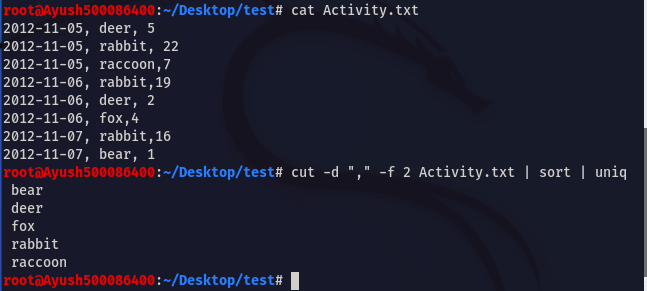 root@Ayush500086400:~/Desktop/test# cat Activity.txt
2012-11-05, deer, 5
2012-11-05, rabbit, 22
2012-11-05, raccoon,7
2012-11-06, rabbit,19
2012-11-06, deer, 2
2012-11-06, fox,4
2012-11-07, rabbit,16
2012-11-07, bear, 1
root@Ayush500086400:~/Desktop/test# cut -d "," -f 2 Activity.txt | sort | uniq
 bear
 deer
 fox
 rabbit
 raccoon
root@Ayush500086400:~/Desktop/test#